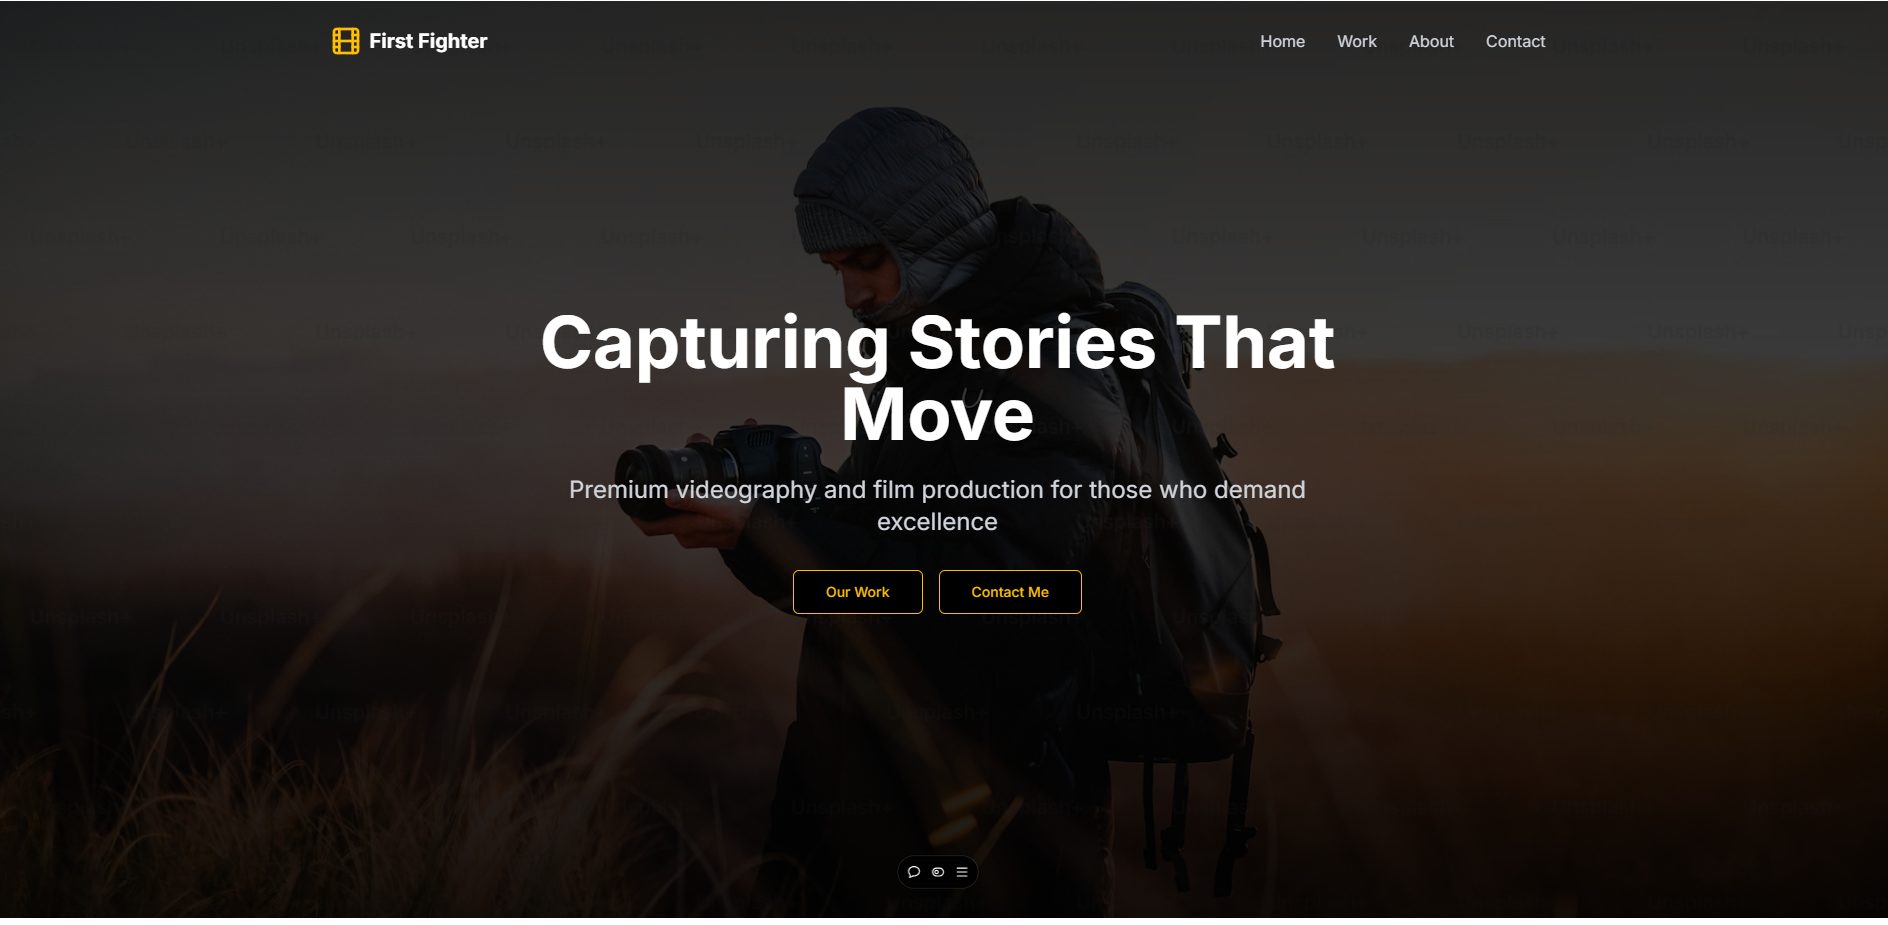 First Fighter
Home Work About Contact
Capturing Stories That
Move
Premium videography and film production for those who demand
excellence
Our Work
Contact Me
Unsplash+